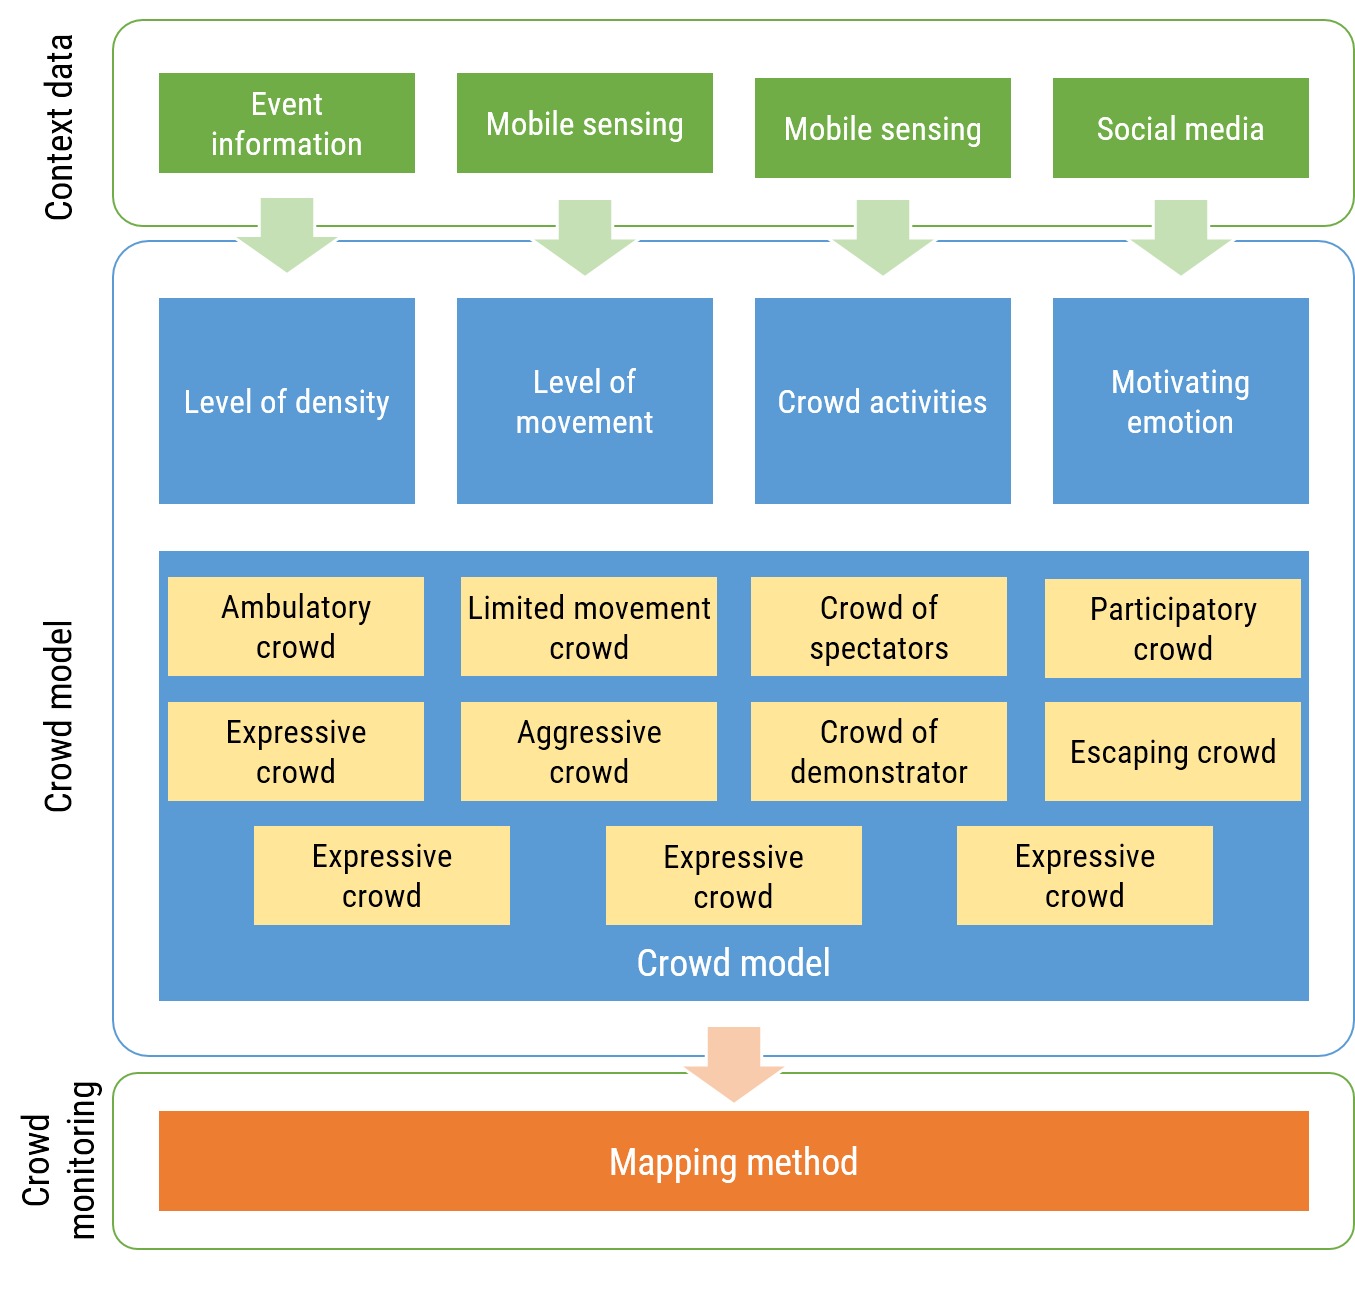 Context data
Event
information
Mobile sensing
Mobile sensing
Social media
Crowd model
Level of density
Level of
movement
Crowd activities
Motivating
emotion
Ambulatory
crowd
Limited movement
crowd
Crowd of
spectators
Participatory
crowd
Expressive
crowd
Aggressive
crowd
Crowd of
demonstrator
Escaping crowd
Expressive
crowd
Expressive
crowd
Expressive
crowd
Crowd model
Crowd
monitoring
Mapping method